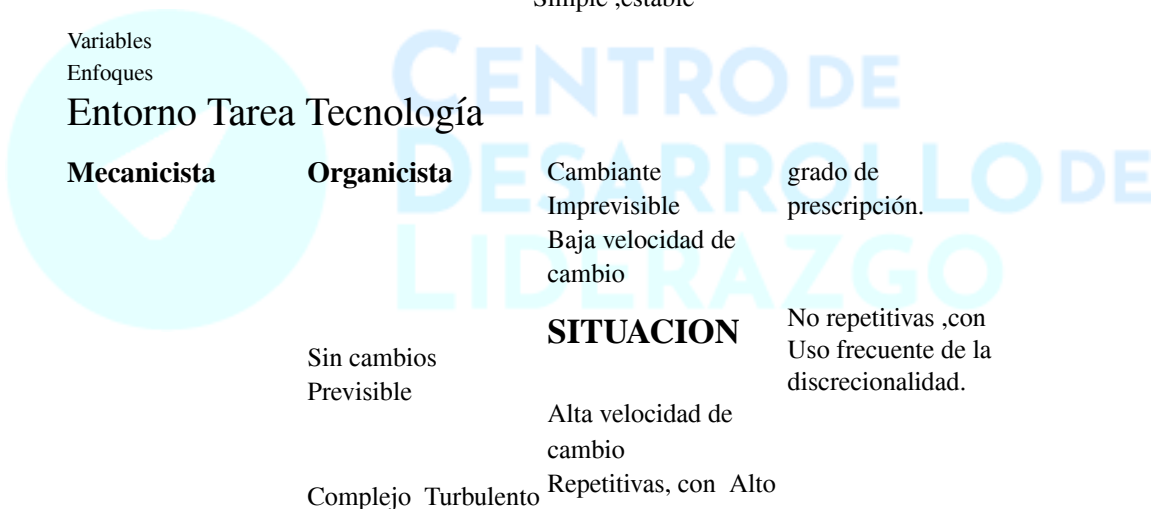 Simple ,estable
Variables
Enfoques
Entorno Tarea Tecnología
CENTRO DE
DESARROLLO DE
LIDERAZGO
Mecanicista
Organicista
Sin cambios
Previsible
Complejo Turbulento
Cambiante
Imprevisible
Baja velocidad de
cambio
SITUACION
Alta velocidad de
cambio
Repetitivas, con Alto
grado de
prescripción.
No repetitivas ,con
Uso frecuente de la
discrecionalidad.